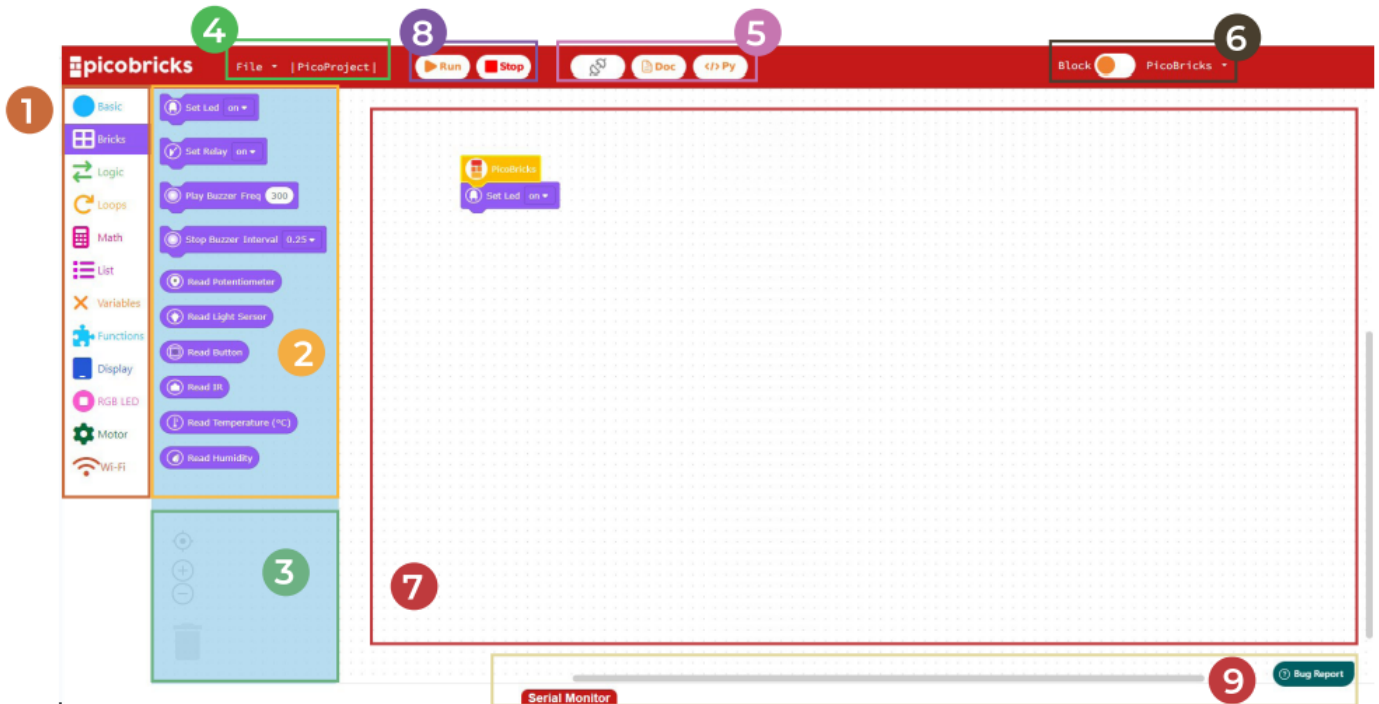 4
8
5
6
picobricks
File
|PicoProject|
Run
Stop
Doc
</> Py
Block
PicoBricks
1
Basic
Bricks
Logic
Loops
Math
List
Variables
Functions
Display
RGB LED
Motor
Wi-Fi
Set Led on
Set Relay on
Play Buzzer Freq 300
Stop Buzzer Interval 0.25
Read Potentiometer
Read Light Sersor
Read Button
Read IR
Read Temperature (°C)
Read Humidity
2
3
PicoBricks
Set Led on
7
9
Bug Report
Serial Monitor